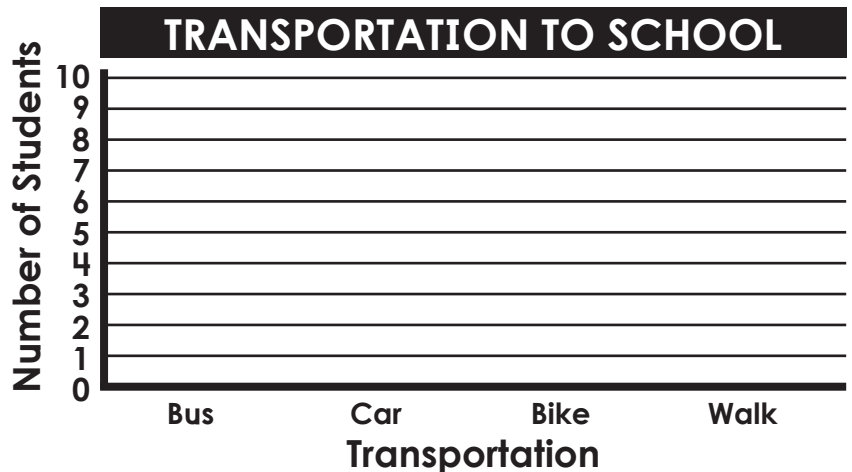 TRANSPORTATION TO SCHOOL
Number of Students
10
9
8
7
6
5
4
3
2
1
0
Bus Car Bike Walk
Transportation